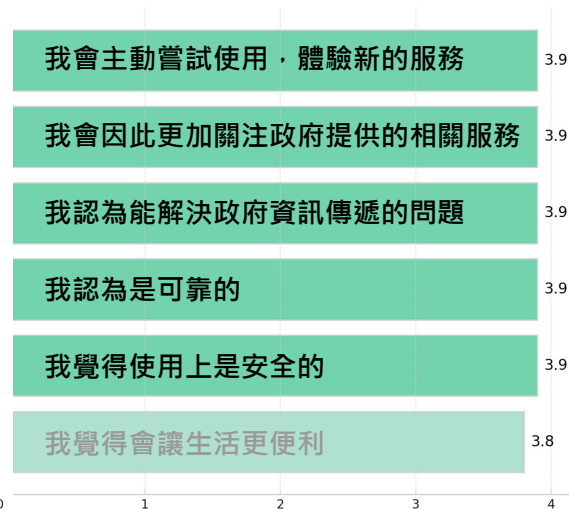 我會主動嘗試使用，體驗新的服務 3.9
我會因此更加關注政府提供的相關服務 3.9
我認為能解決政府資訊傳遞的問題 3.9
我認為是可靠的 3.9
我覺得使用上是安全的 3.9
我覺得會讓生活更便利 3.8
0 1 2 3 4